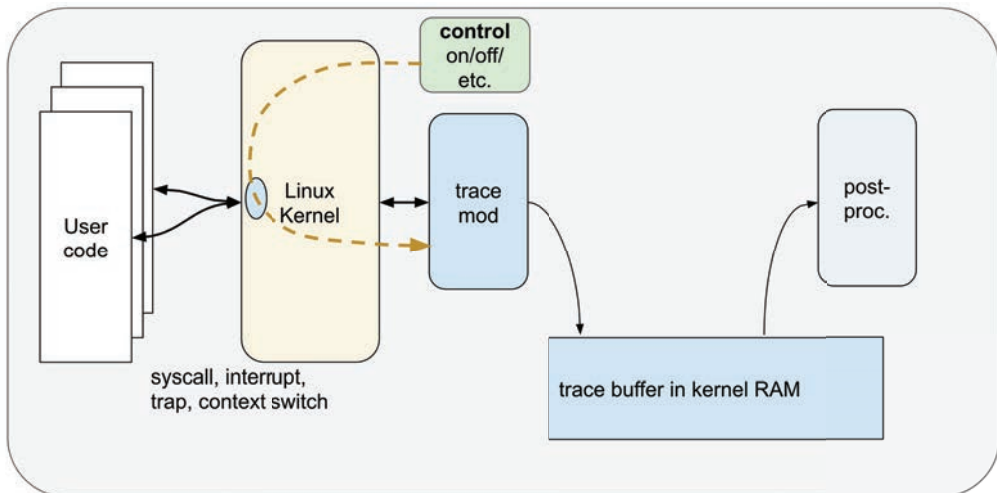 control
on/off/
etc.
User
code
Linux
Kernel
trace
mod
post-
proc.
syscall, interrupt,
trap, context switch
trace buffer in kernel RAM